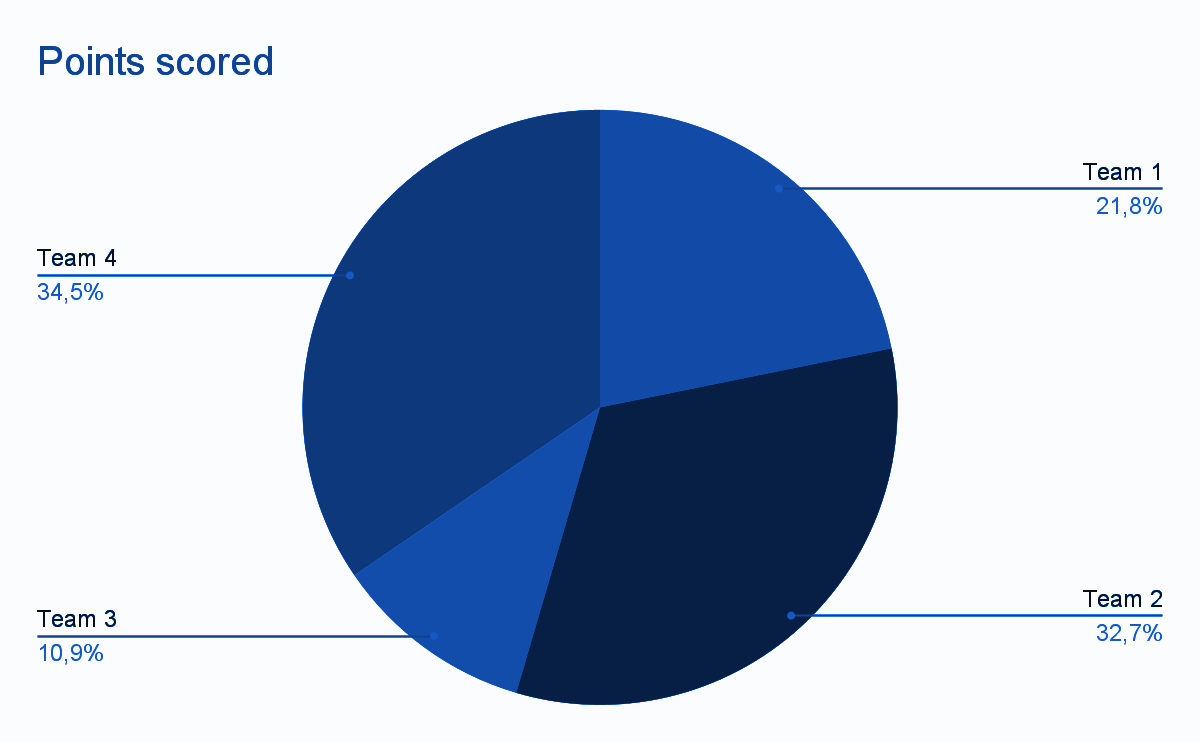 Points scored
Team 1
21,8%
Team 4
34,5%
Team 2
32,7%
Team 3
10,9%